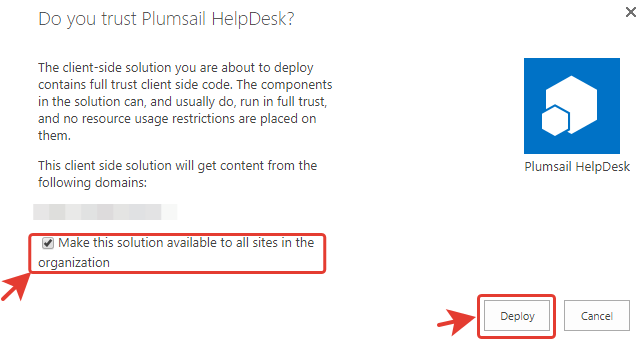 Do you trust Plumsail HelpDesk?
The client-side solution you are about to deploy
contains full trust client side code. The components
in the solution can, and usually do, run in full trust,
and no resource usage restrictions are placed on
them.
Plumsail HelpDesk
This client side solution will get content from the
following domains:
Make this solution available to all sites in the
organization
Deploy
Cancel